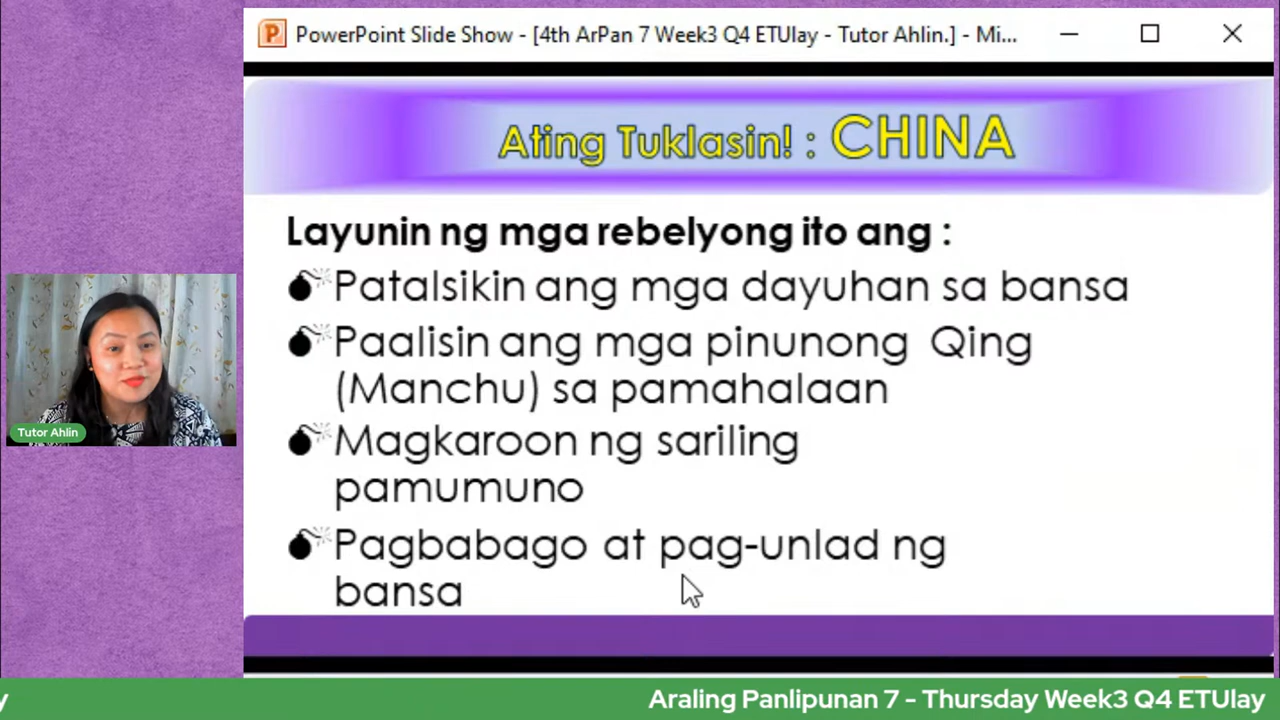 PowerPoint Slide Show - [4th ArPan 7 Week3 Q4 ETUlay - Tutor Ahlin.] - Mi...
Ating Tuklasin! : CHINA
Layunin ng mga rebelyong ito ang :
Patalsikin ang mga dayuhan sa bansa
Paalisin ang mga pinunong Qing
(Manchu) sa pamahalaan
Magkaroon ng sariling
pamumuno
Pagbabago at pag-unlad ng
bansa
Tutor Ahlin
Araling Panlipunan 7 - Thursday Week3 Q4 ETUlay